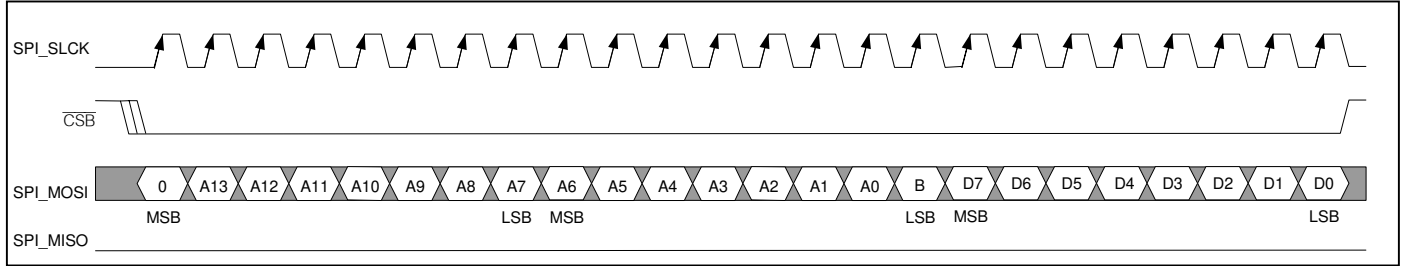 SPI_SLCK
CSB
SPI_MOSI 0 A13 A12 A11 A10 A9 A8 A7 A6 A5 A4 A3 A2 A1 A0 B D7 D6 D5 D4 D3 D2 D1 D0
MSB LSB MSB LSB MSB LSB
SPI_MISO